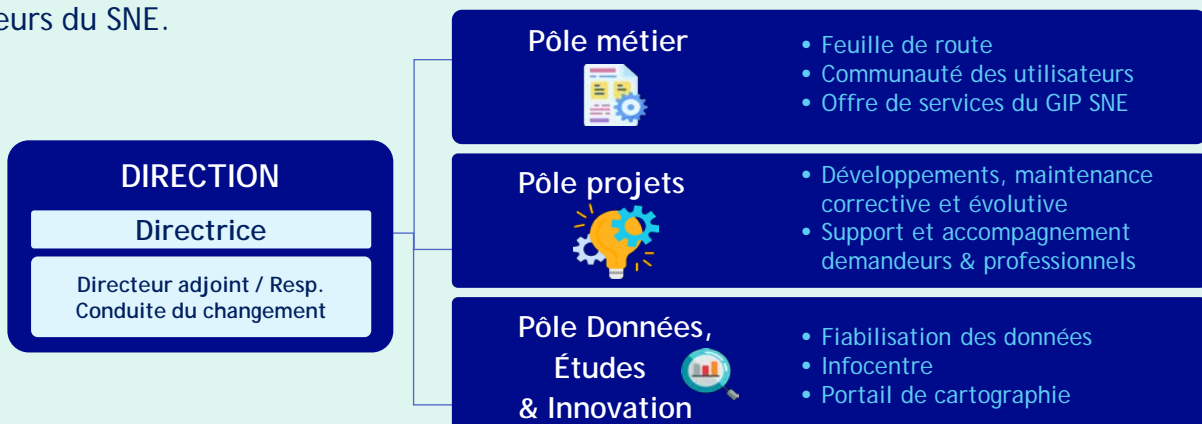 eurs du SNE.
DIRECTION
Directrice
Directeur adjoint / Resp.
Conduite du changement
Pôle métier
• Feuille de route
• Communauté des utilisateurs
• Offre de services du GIP SNE
Pôle projets
• Développements, maintenance
corrective et évolutive
• Support et accompagnement
demandeurs & professionnels
Pôle Données,
Études
& Innovation
• Fiabilisation des données
• Infocentre
• Portail de cartographie